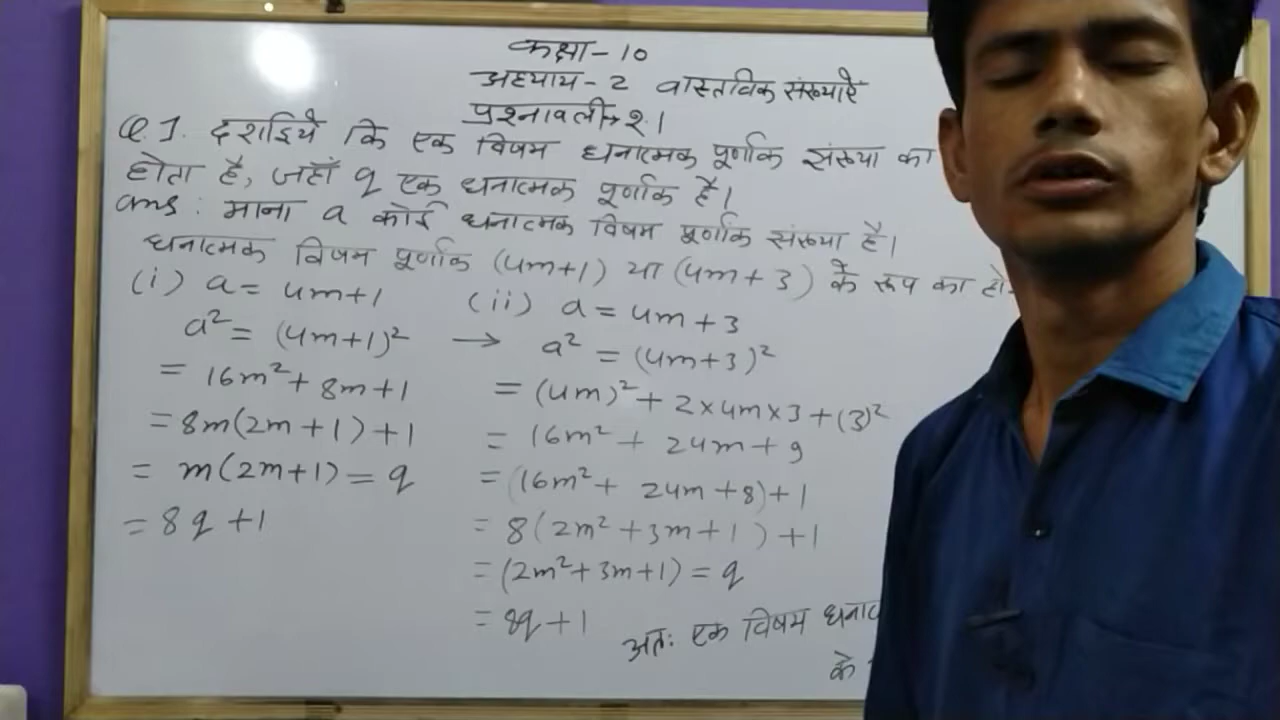 कक्षा-10
अध्याय-2 वास्तविक संख्याऐं
प्रश्नावली→2.1
Q.1. दर्शाइये कि एक विषम धनात्मक पूर्णांक संख्या का
होता है, जहाँ q एक धनात्मक पूर्णांक है।
ans: माना a कोई धनात्मक विषम पूर्णांक संख्या है।
धनात्मक विषम पूर्णांक (4m+1) या (4m+3) के रूप का
(i) a = 4m+1
a² = (4m+1)² →
= 16m² + 8m+1
= 8m(2m+1)+1
= m(2m+1) = q
= 8q +1
(ii) a = 4m+3
a² = (4m+3)²
= (4m)² + 2×4m×3+(3)²
= 16m² + 24m+9
= (16m² + 24m+8)+1
= 8(2m²+3m+1)+1
= (2m²+3m+1) = q
= 8q+1
अतः एक विषम
के